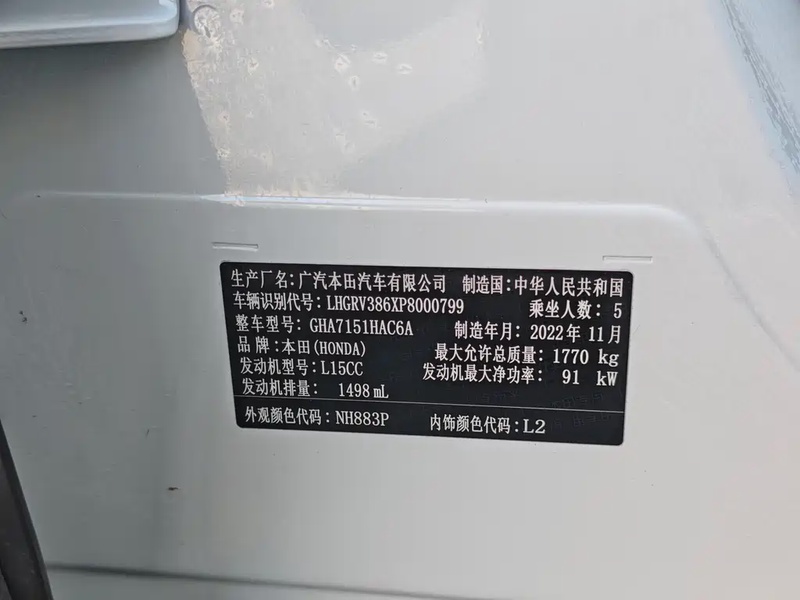 生产厂名:广汽本田汽车有限公司 制造国:中华人民共和国
车辆识别代号: LHGRV386XP8000799 乘坐人数: 5
整车型号: GHA7151HAC6A 制造年月: 2022年11月
品牌:本田(HONDA) 最大允许总质量: 1770 kg
发动机型号: L15CC 发动机最大净功率: 91 kW
发动机排量: 1498 mL
外观颜色代码: NH883P 内饰颜色代码: L2